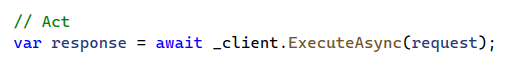 // Act
var response = await _client.ExecuteAsync(request);